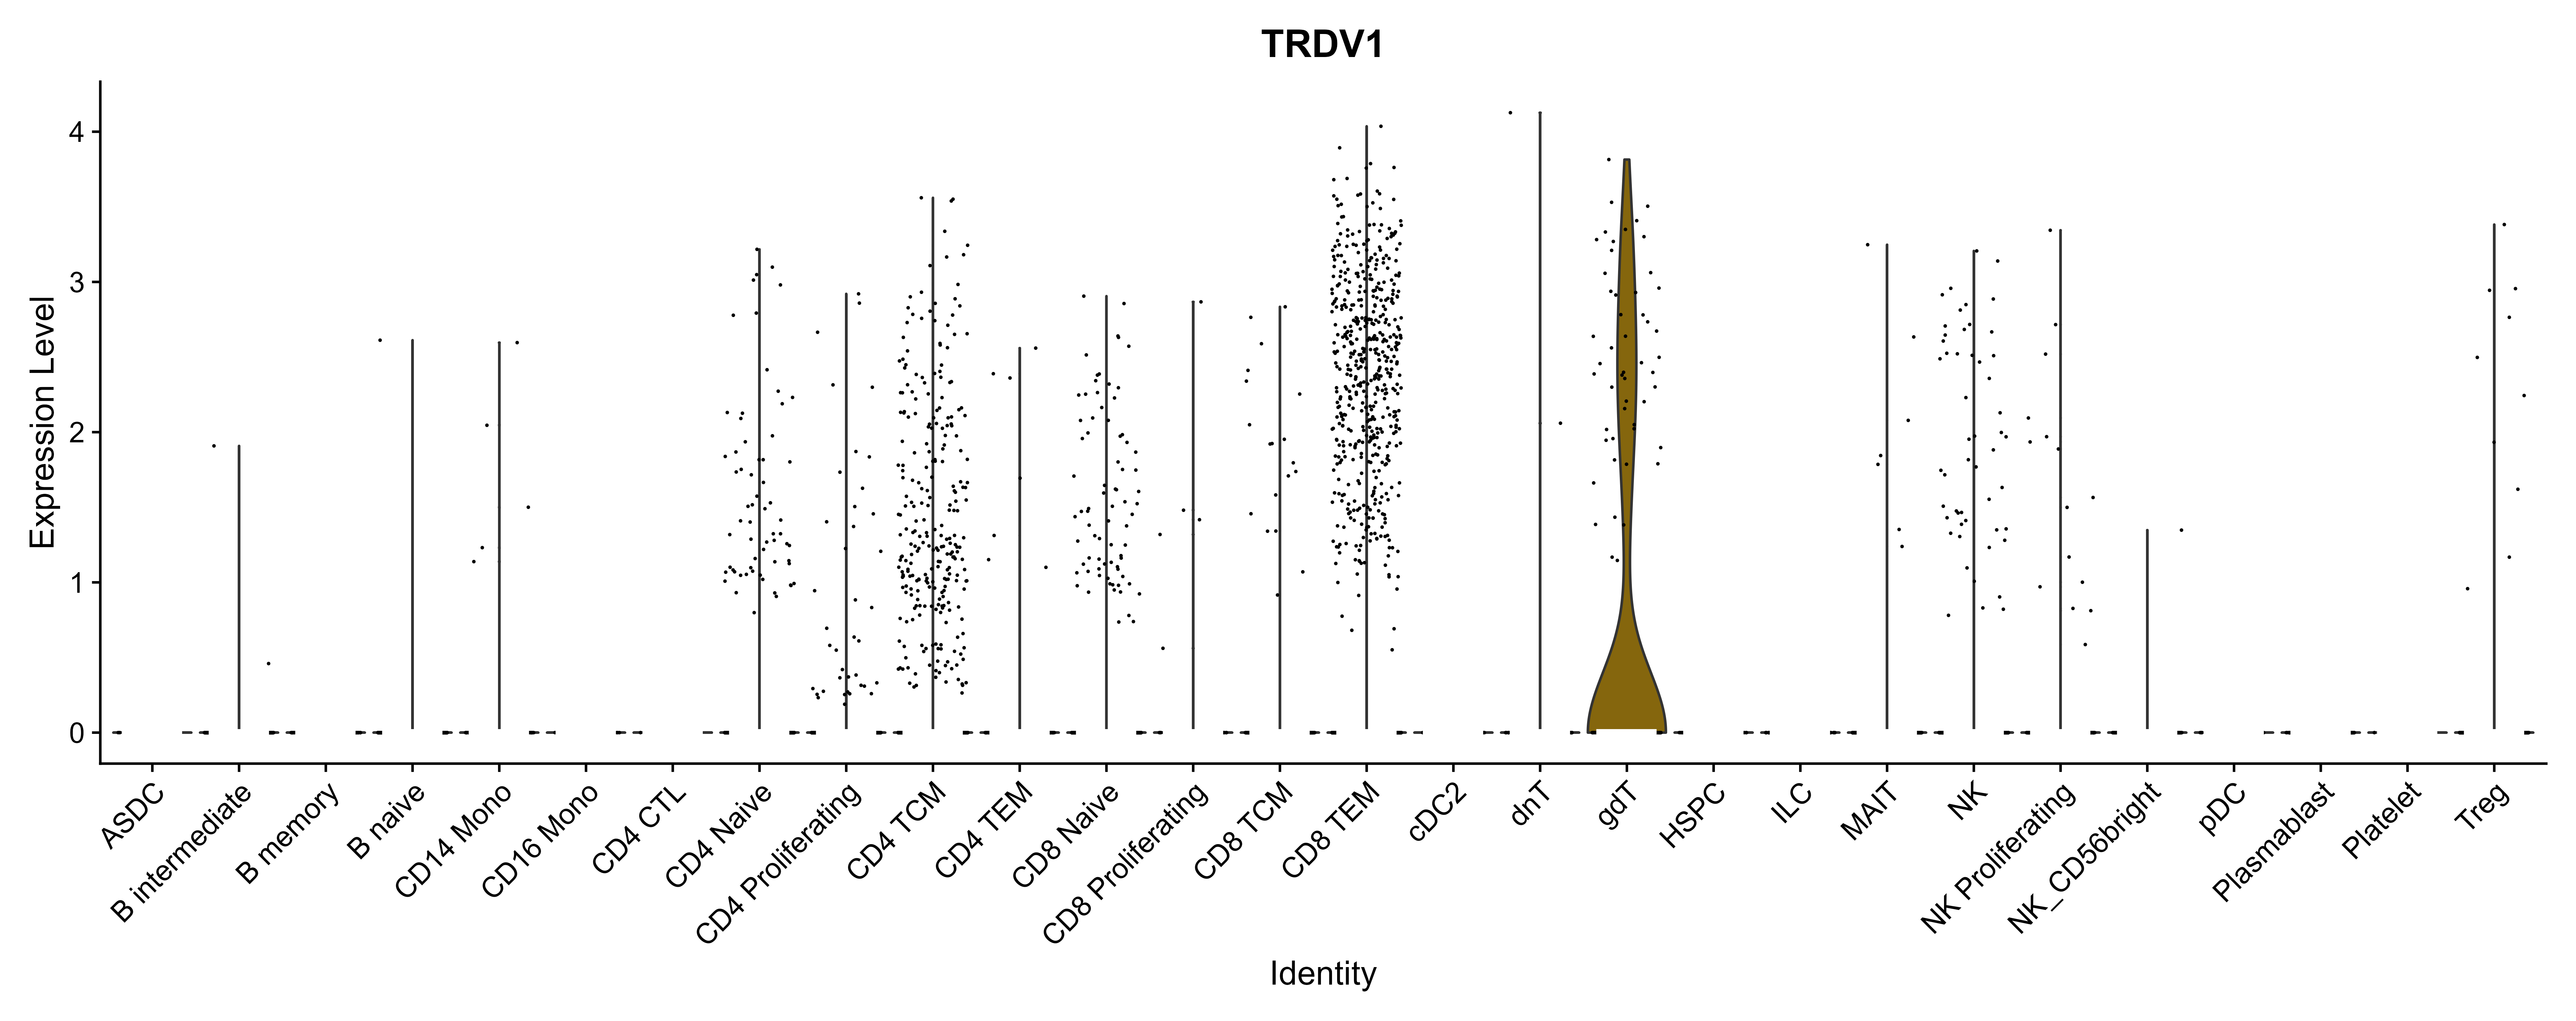 TRDV1
Expression Level
4
3
2
1
0
ASDC
B intermediate
B memory
B naive
CD14 Mono
CD16 Mono
CD4 CTL
CD4 Naive
CD4 Proliferating
CD4 TCM
CD4 TEM
CD8 Naive
CD8 Proliferating
CD8 TCM
CD8 TEM
cDC2
dnT
gdT
HSPC
ILC
MAIT
NK
NK Proliferating
NK_CD56bright
pDC
Plasmablast
Platelet
Treg
Identity